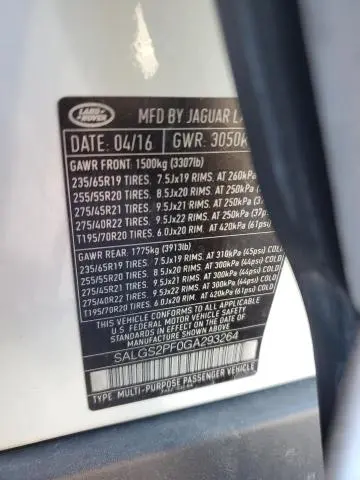 LAND ROVER
MFD BY JAGUAR LA
DATE: 04/16 GWR: 3050K
GAWR FRONT 1500kg (3307lb)
235/65R19 TIRES. 7.5Jx19 RIMS. AT 260kPa
255/55R20 TIRES. 8.5Jx20 RIMS. AT 250kPa
275/45R21 TIRES. 9.5Jx21 RIMS. AT 250kPa (3
275/40R22 TIRES. 9.5Jx22 RIMS. AT 250kPa (37p
T195/70R20 TIRES. 6.0Jx20 RIM. AT 420kPa (61psi)
GAWR REAR 1775kg (3913lb)
235/65R19 TIRES. 7.5Jx19 RIMS. AT 310kPa (45psi) COLD
255/55R20 TIRES. 8.5Jx20 RIMS. AT 300kPa (44psi) COLD
275/45R21 TIRES. 9.5Jx21 RIMS. AT 300kPa (44psi) COLD
275/40R22 TIRES. 9.5Jx22 RIMS. AT 300kPa (44psi) COLD
T195/70R20 TIRES. 6.0Jx20 RIM. AT 420kPa (61psi) COLD
THIS VEHICLE CONFORMS TO ALL APPLICABLE
U.S. FEDERAL MOTOR VEHICLE SAFETY
STANDARDS IN EFFECT ON THE DATE OF
MANUFACTURE SHOWN ABOVE
SALGS2PF0GA293264
TYPE: MULTI-PURPOSE PASSENGER VEHICLE